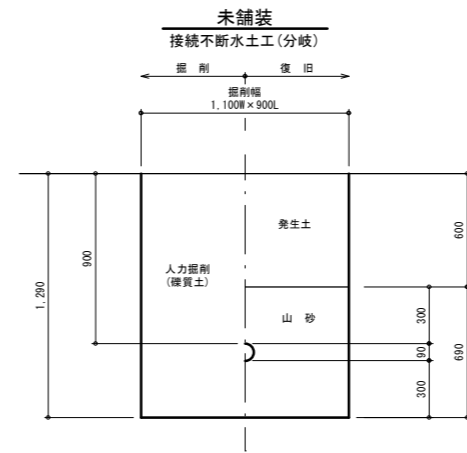 未舗装
接続不断水土工(分岐)
掘 削
復 旧
掘削幅
1,100W×900L
発生土
人力掘削
(礫質土)
山 砂
900
1,290
600
300
90
690
300